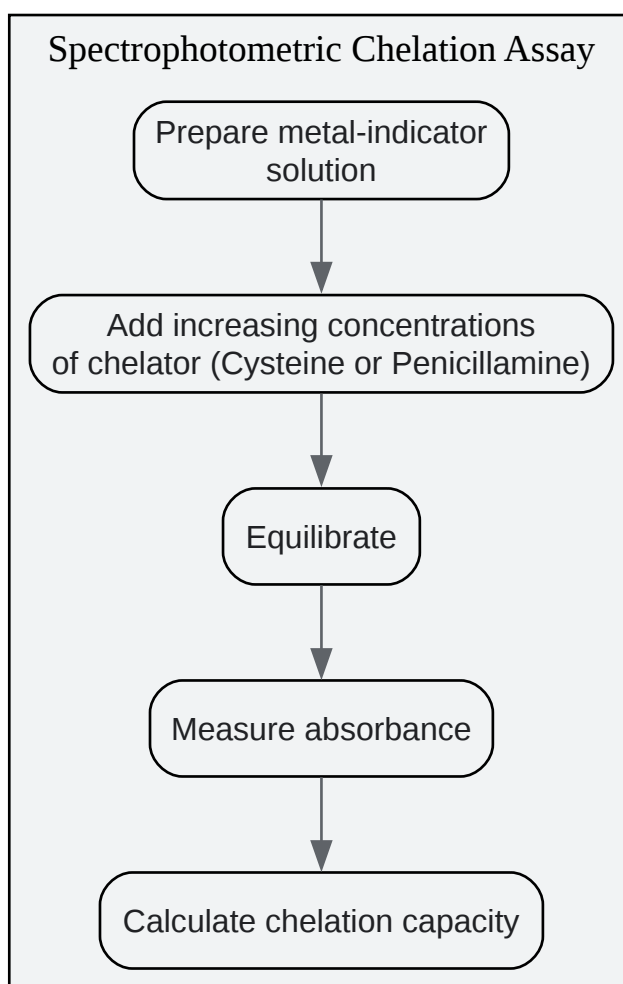 Spectrophotometric Chelation Assay
Prepare metal-indicator
solution
Add increasing concentrations
of chelator (Cysteine or Penicillamine)
Equilibrate
Measure absorbance
Calculate chelation capacity